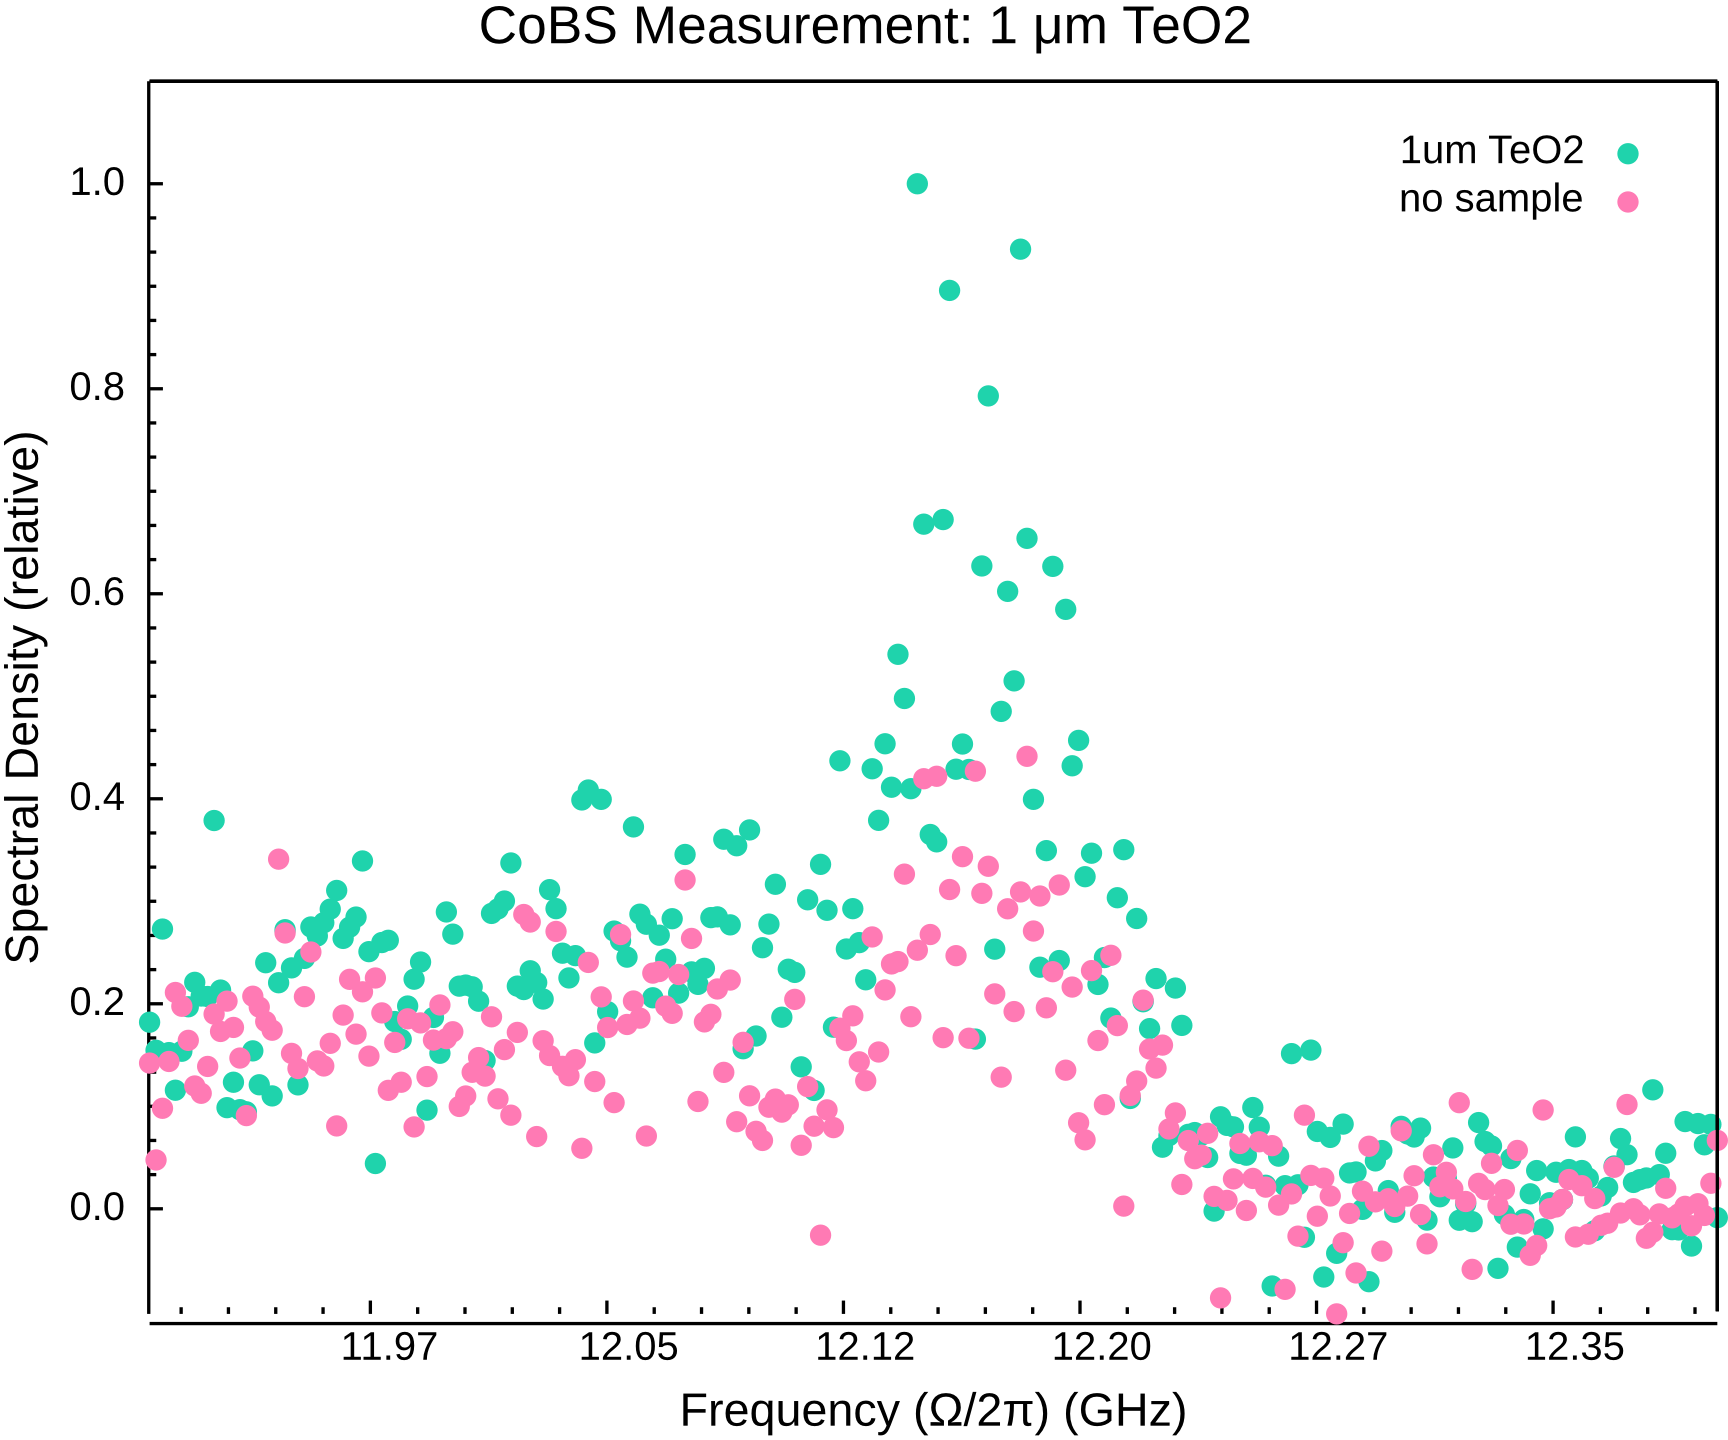 CoBS Measurement: 1 μm TeO2
1um TeO2
no sample
1.0
0.8
0.6
0.4
0.2
0.0
Spectral Density (relative)
11.97 12.05 12.12 12.20 12.27 12.35
Frequency (Ω/2π) (GHz)